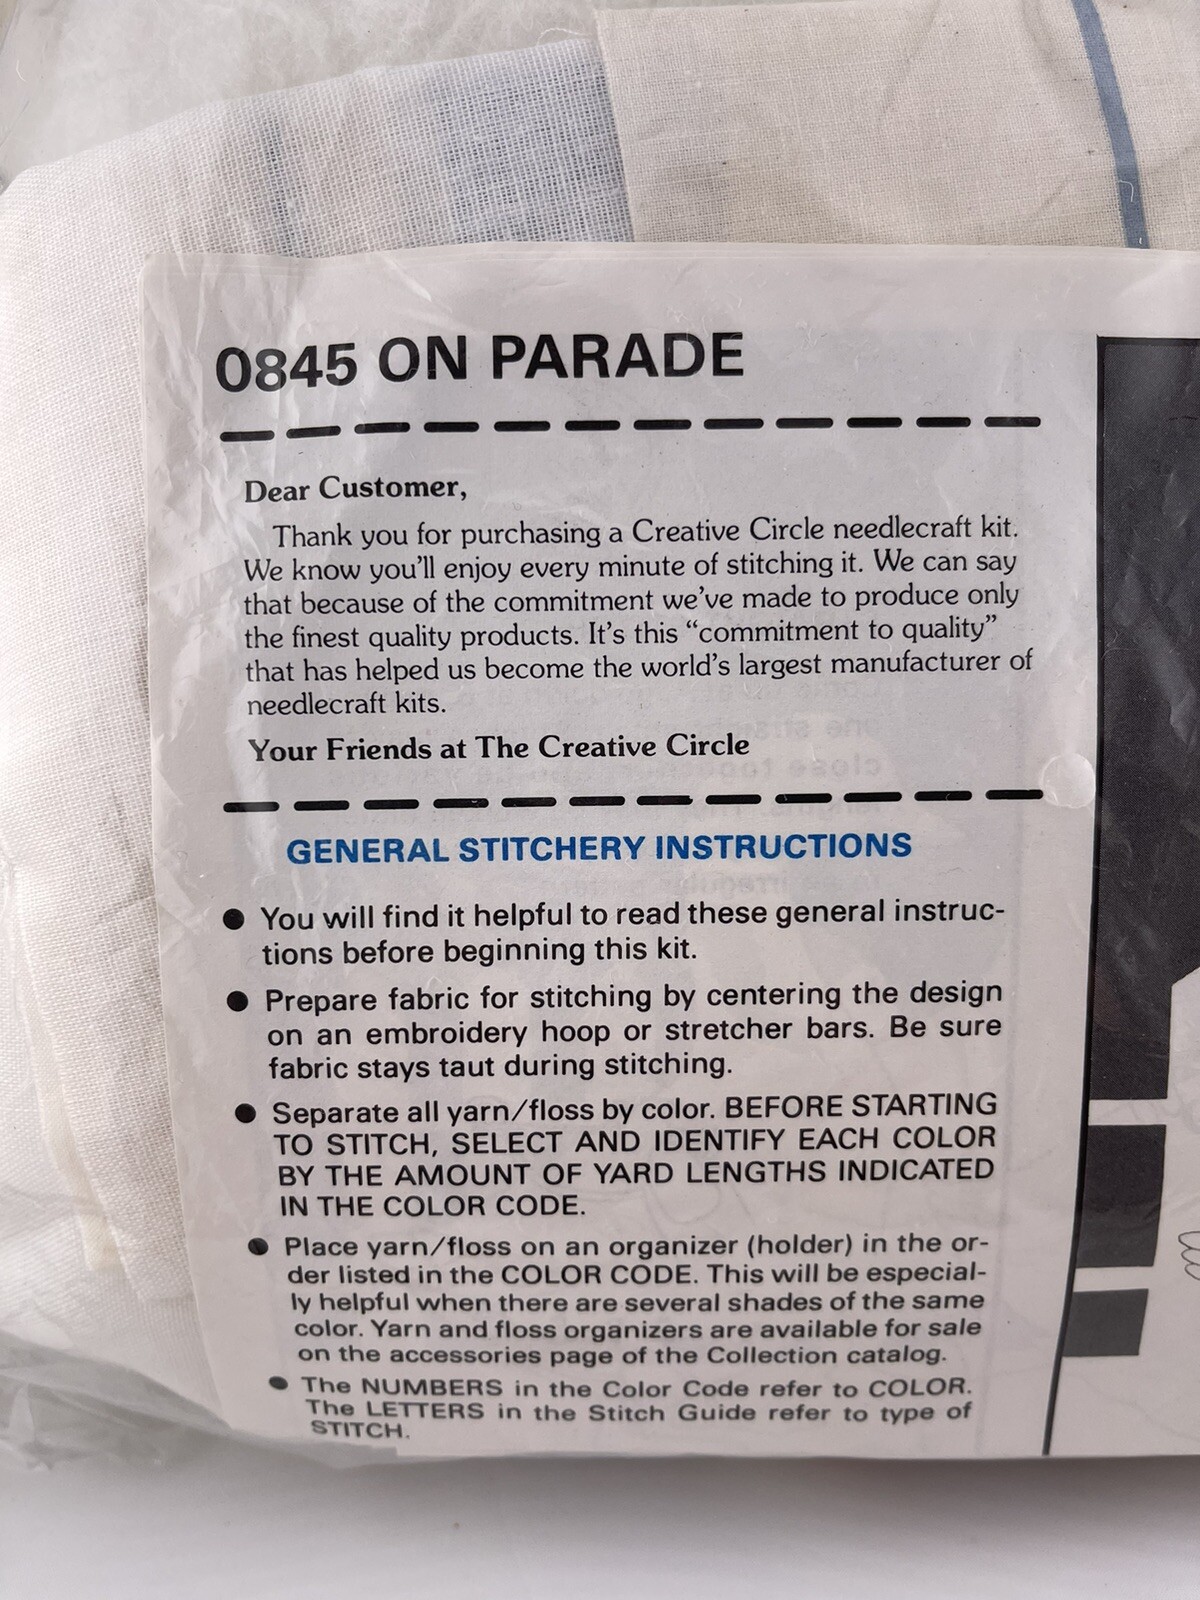 0845 ON PARADE
Dear Customer,
Thank you for purchasing a Creative Circle needlecraft kit.
We know you'll enjoy every minute of stitching it. We can say
that because of the commitment we've made to produce only
the finest quality products. It's this “commitment to quality”
that has helped us become the world's largest manufacturer of
needlecraft kits.
Your Friends at The Creative Circle
GENERAL STITCHERY INSTRUCTIONS
● You will find it helpful to read these general instruc-
tions before beginning this kit.
● Prepare fabric for stitching by centering the design
on an embroidery hoop or stretcher bars. Be sure
fabric stays taut during stitching.
● Separate all yarn/floss by color. BEFORE STARTING
TO STITCH, SELECT AND IDENTIFY EACH COLOR
BY THE AMOUNT OF YARD LENGTHS INDICATED
IN THE COLOR CODE.
● Place yarn/floss on an organizer (holder) in the or-
der listed in the COLOR CODE. This will be especial-
ly helpful when there are several shades of the same
color. Yarn and floss organizers are available for sale
on the accessories page of the Collection catalog.
● The NUMBERS in the Color Code refer to COLOR.
The LETTERS in the Stitch Guide refer to type of
STITCH.